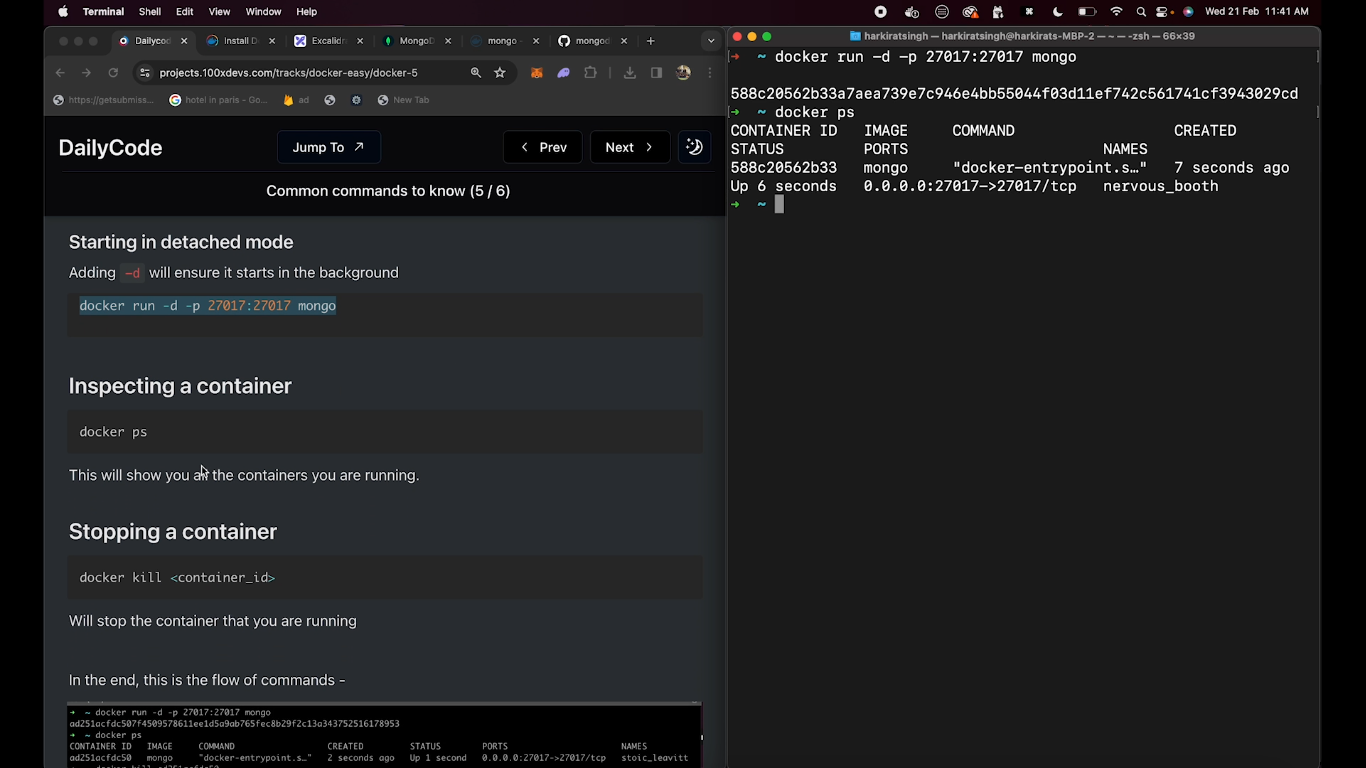 Terminal Shell Edit View Window Help
Wed 21 Feb 11:41 AM
Dailycod
Install D
Excalidra
MongoD
mongo -
mongod
projects.100xdevs.com/tracks/docker-easy/docker-5
https://getsubmiss...
hotel in paris - Go...
ad
New Tab
DailyCode
Jump To
Prev
Next
Common commands to know (5 / 6)
Starting in detached mode
Adding -d will ensure it starts in the background
docker run -d -p 27017:27017 mongo
Inspecting a container
docker ps
This will show you all the containers you are running.
Stopping a container
docker kill <container_id>
Will stop the container that you are running
In the end, this is the flow of commands -
→ ~ docker run -d -p 27017:27017 mongo
ad251acfdc507f4509578611ee1d5a9ab765fec8b29f2c13a343752516178953
→ ~ docker ps
CONTAINER ID IMAGE COMMAND CREATED STATUS PORTS NAMES
ad251acfdc50 mongo "docker-entrypoint.s…" 2 seconds ago Up 1 second 0.0.0.0:27017->27017/tcp stoic_leavitt
harkiratsingh — harkiratsingh@harkirats-MBP-2 — ~ — -zsh — 66×39
→ ~ docker run -d -p 27017:27017 mongo
588c20562b33a7aea739e7c946e4bb55044f03d11ef742c561741cf3943029cd
→ ~ docker ps
CONTAINER ID IMAGE COMMAND CREATED
STATUS PORTS NAMES
588c20562b33 mongo "docker-entrypoint.s…" 7 seconds ago
Up 6 seconds 0.0.0.0:27017->27017/tcp nervous_booth
→ ~